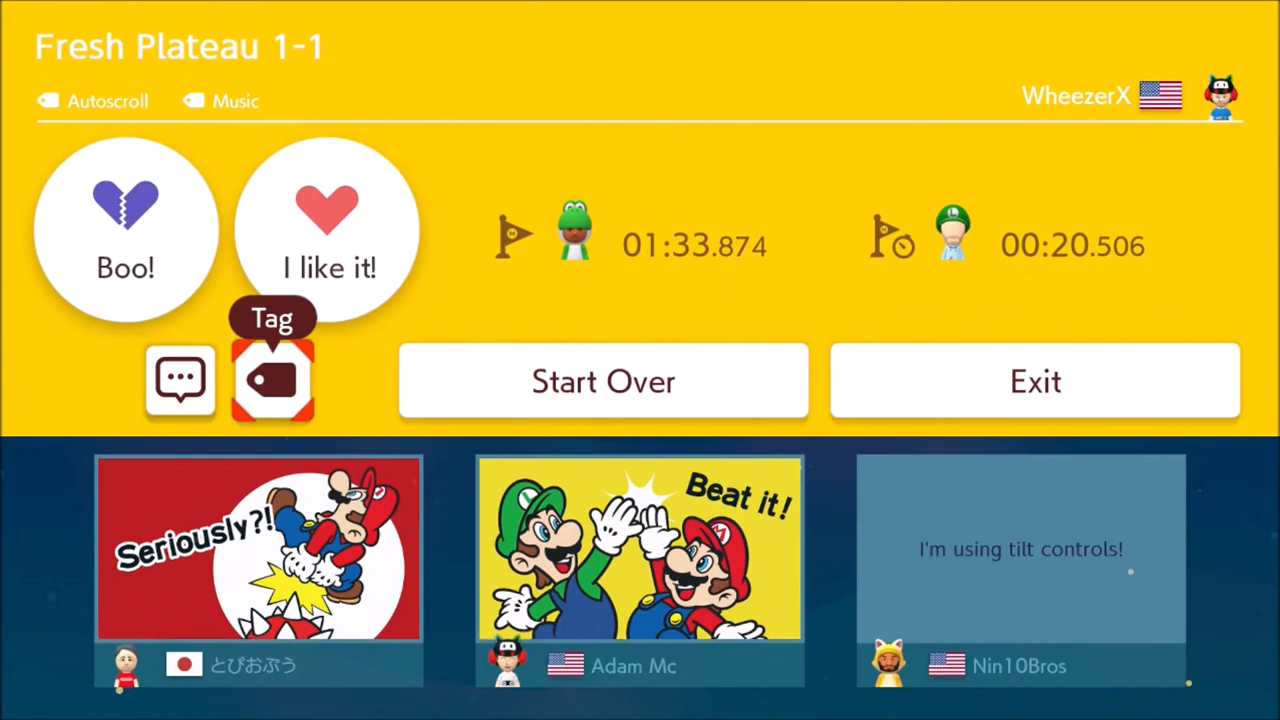 Fresh Plateau 1-1
Autoscroll Music
WheezerX
Boo!
I like it!
01:33.874
00:20.506
Tag
Start Over
Exit
Seriously?!
Beat it!
I'm using tilt controls!
とぴおぷう
Adam Mc
Nin10Bros